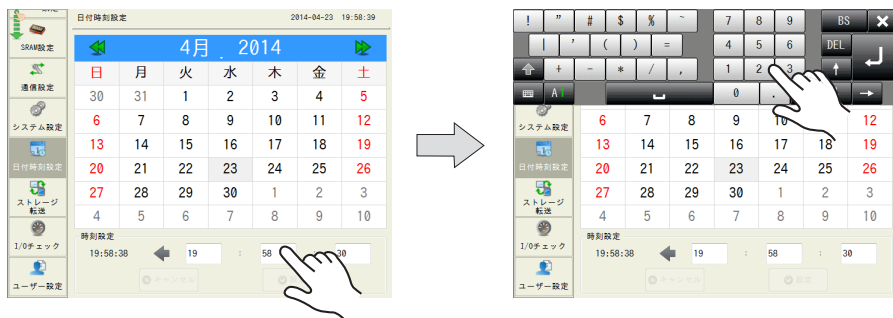 日付時刻設定 2014-04-23 19:58:39
SRAM設定
通信設定
システム設定
日付時刻設定
ストレージ
転送
I/Oチェック
ユーザー設定
4月 . 2014
日 月 火 水 木 金 土
30 31 1 2 3 4 5
6 7 8 9 10 11 12
13 14 15 16 17 18 19
20 21 22 23 24 25 26
27 28 29 30 1 2 3
4 5 6 7 8 9 10
時刻設定
19:58:38 19 : 58 30
キャンセル
! " # $ % ~ 7 8 9 BS X
| ' ( ) = 4 5 6 DEL
+ - * / , 1 2 3
A1 0 .
システム設定
日付時刻設定
ストレージ
転送
I/Oチェック
ユーザー設定
6 7 8 9 10 12
13 14 15 16 17 18 19
20 21 22 23 24 25 26
27 28 29 30 1 2 3
4 5 6 7 8 9 10
時刻設定
19:58:38 19 : 58 : 30
キャンセル 設定